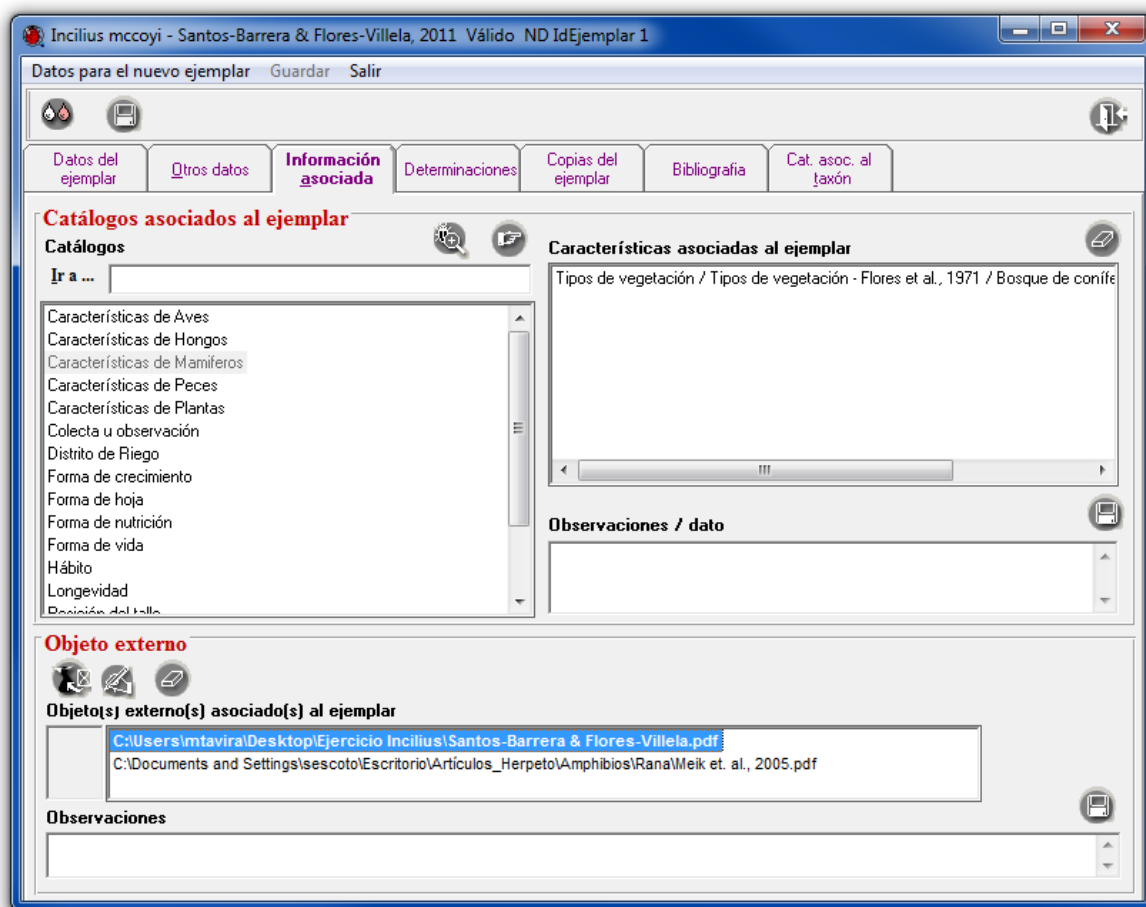 Incilius mccoyi - Santos-Barrera & Flores-Villela, 2011  Válido  ND IdEjemplar 1
Datos para el nuevo ejemplar  Guardar  Salir
Datos del ejemplar
Otros datos
Información asociada
Determinaciones
Copias del ejemplar
Bibliografia
Cat. asoc. al taxón
Catálogos asociados al ejemplar
Catálogos
Ir a ...
Características de Aves
Características de Hongos
Características de Mamiferos
Características de Peces
Características de Plantas
Colecta u observación
Distrito de Riego
Forma de crecimiento
Forma de hoja
Forma de nutrición
Forma de vida
Hábito
Longevidad
Posición del tallo
Características asociadas al ejemplar
Tipos de vegetación / Tipos de vegetación - Flores et al., 1971 / Bosque de conífe
Observaciones / dato
Objeto externo
Objeto(s) externo(s) asociado(s) al ejemplar
C:\Users\mtavira\Desktop\Ejercicio Incilius\Santos-Barrera & Flores-Villela.pdf
C:\Documents and Settings\sescoto\Escritorio\Artículos_Herpeto\Amphibios\Rana\Meik et. al., 2005.pdf
Observaciones